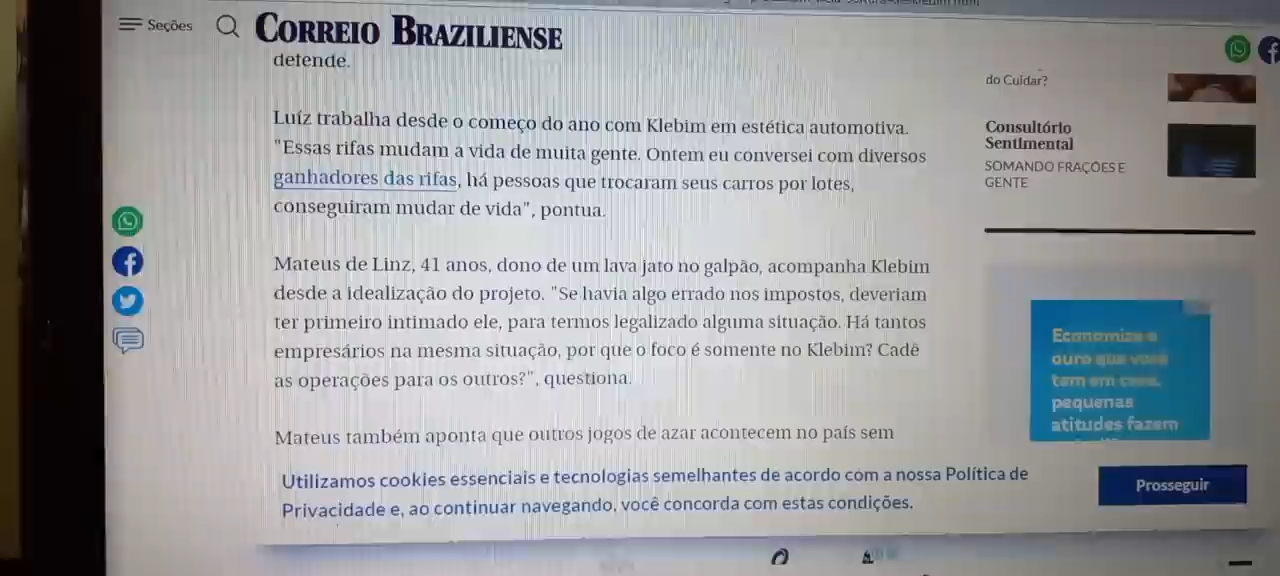 Seções
CORREIO BRAZILIENSE
detende.
Luíz trabalha desde o começo do ano com Klebim em estética automotiva.
"Essas rifas mudam a vida de muita gente. Ontem eu conversei com diversos
ganhadores das rifas, há pessoas que trocaram seus carros por lotes,
conseguiram mudar de vida", pontua.
Mateus de Linz, 41 anos, dono de um lava jato no galpão, acompanha Klebim
desde a idealização do projeto. "Se havia algo errado nos impostos, deveriam
ter primeiro intimado ele, para termos legalizado alguma situação. Há tantos
empresários na mesma situação, por que o foco é somente no Klebim? Cadê
as operações para os outros?", questiona.
Mateus também aponta que outros jogos de azar acontecem no país sem
do Cuidar?
Consultório
Sentimental
SOMANDO FRAÇÕES E
GENTE
Economize o
ouro que você
tem em casa,
pequenas
atitudes fazem
Utilizamos cookies essenciais e tecnologias semelhantes de acordo com a nossa Política de
Privacidade e, ao continuar navegando, você concorda com estas condições.
Prosseguir